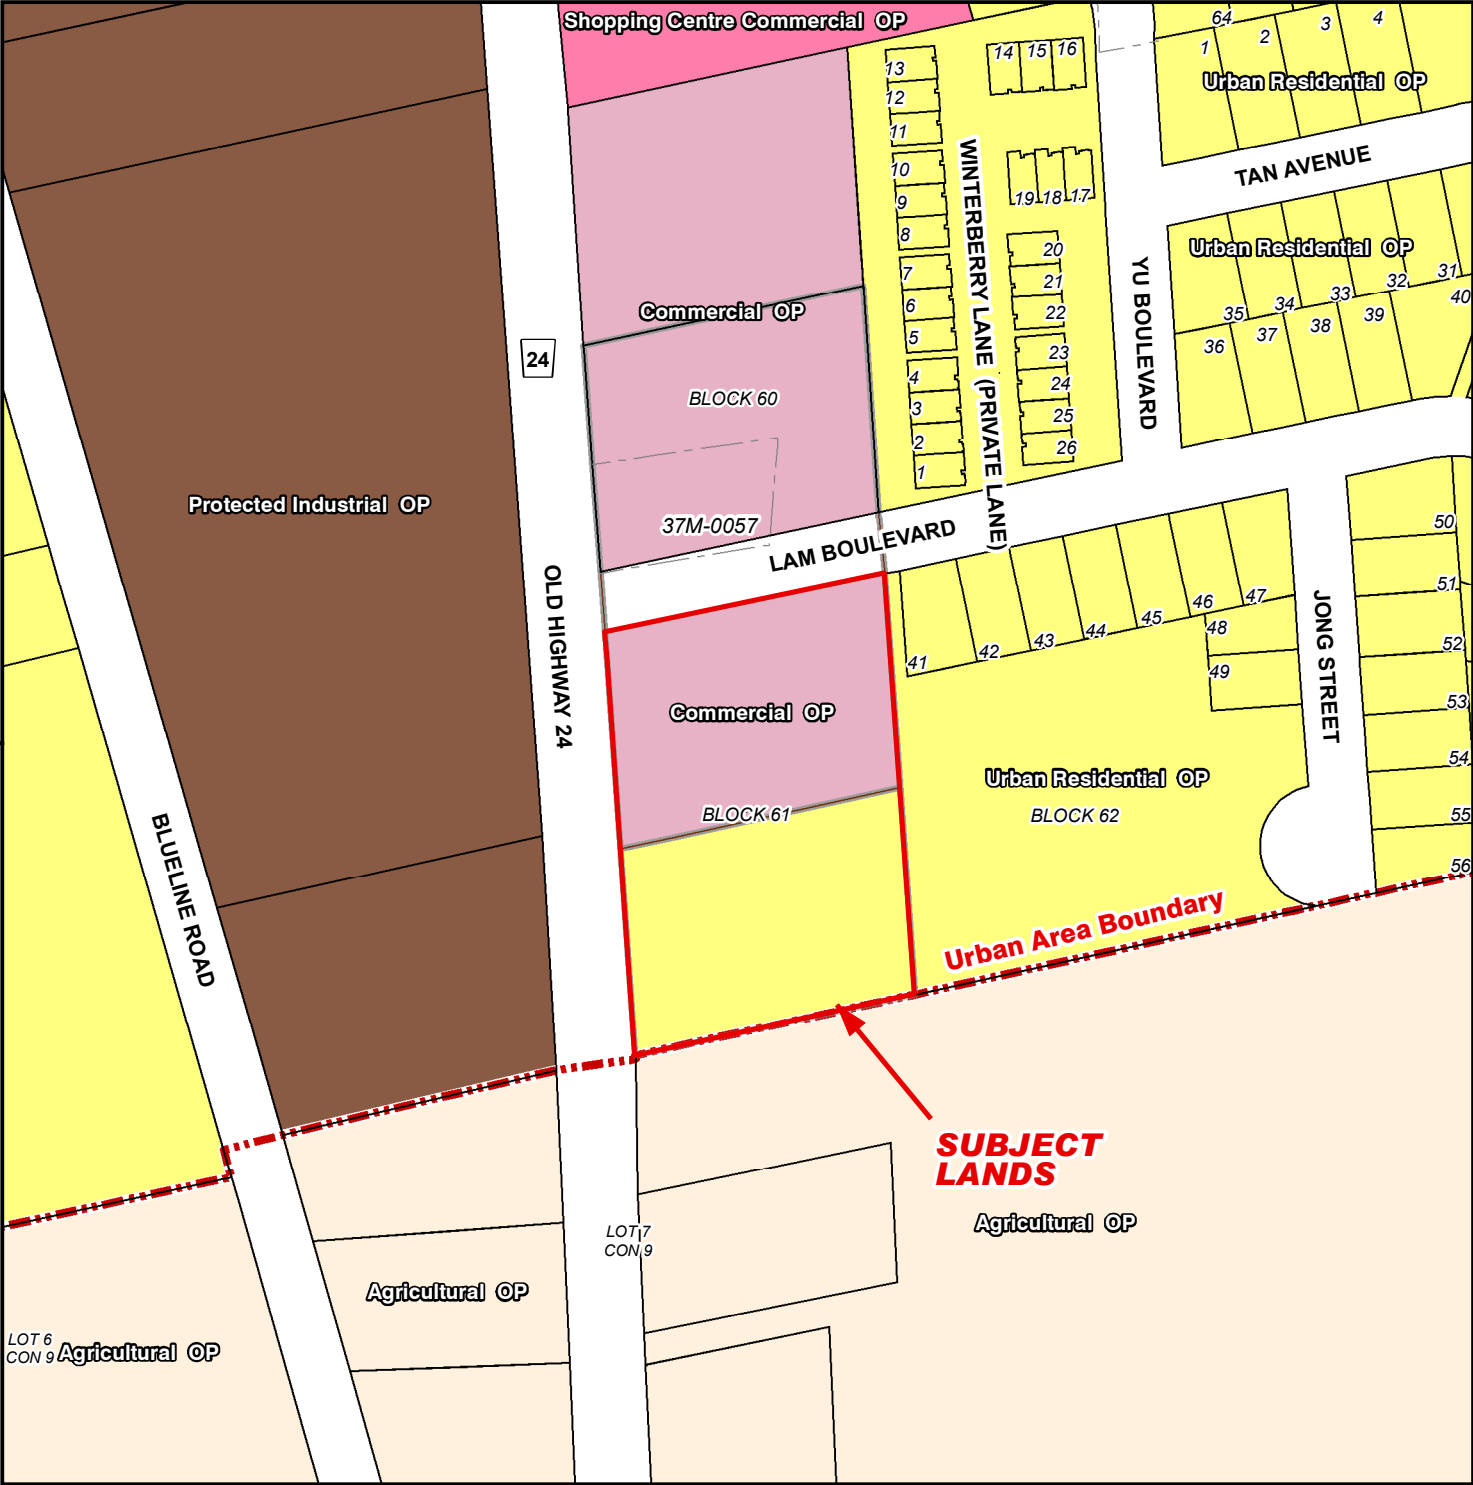 Shopping Centre Commercial OP
64
1
2
3
4
Urban Residential OP
13
12
11
10
9
8
7
6
5
4
3
2
1
14
15
16
19
18
17
20
21
22
23
24
25
26
WINTERBERRY LANE (PRIVATE LANE)
YU BOULEVARD
TAN AVENUE
Urban Residential OP
35
34
33
32
31
36
37
38
39
40
Commercial OP
24
BLOCK 60
37M-0057
LAM BOULEVARD
Protected Industrial OP
OLD HIGHWAY 24
BLUELINE ROAD
41
42
43
44
45
46
47
48
49
JONG STREET
50
51
52
53
54
55
56
Commercial OP
BLOCK 61
Urban Residential OP
BLOCK 62
Urban Area Boundary
SUBJECT
LANDS
Agricultural OP
LOT 7
CON 9
Agricultural OP
LOT 6
CON 9
Agricultural OP